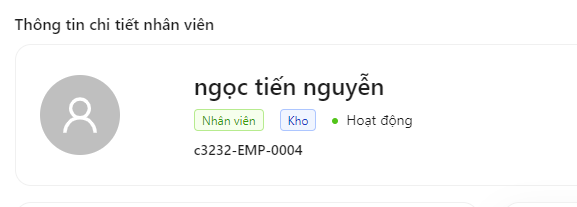 Thông tin chi tiết nhân viên
ngọc tiến nguyễn
Nhân viên Kho Hoạt động
c3232-EMP-0004